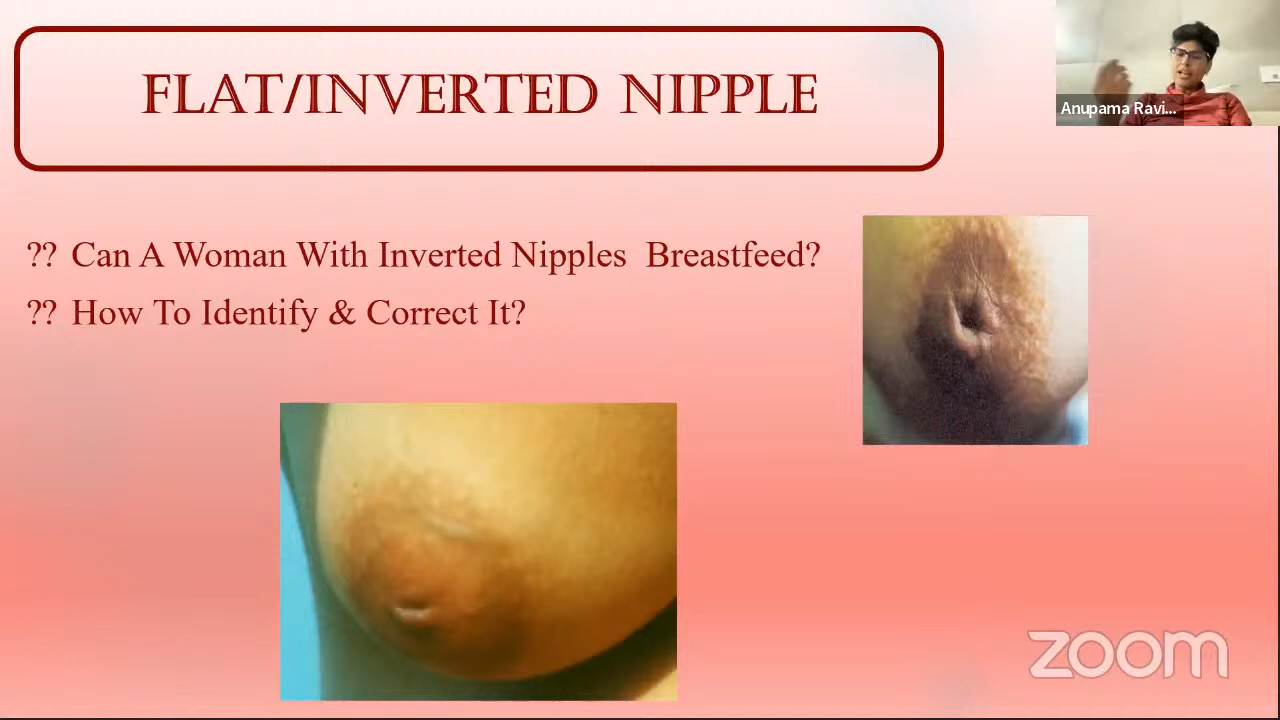 FLAT/INVERTED NIPPLE
Anupama Ravi...
?? Can A Woman With Inverted Nipples Breastfeed?
?? How To Identify & Correct It?
zoom